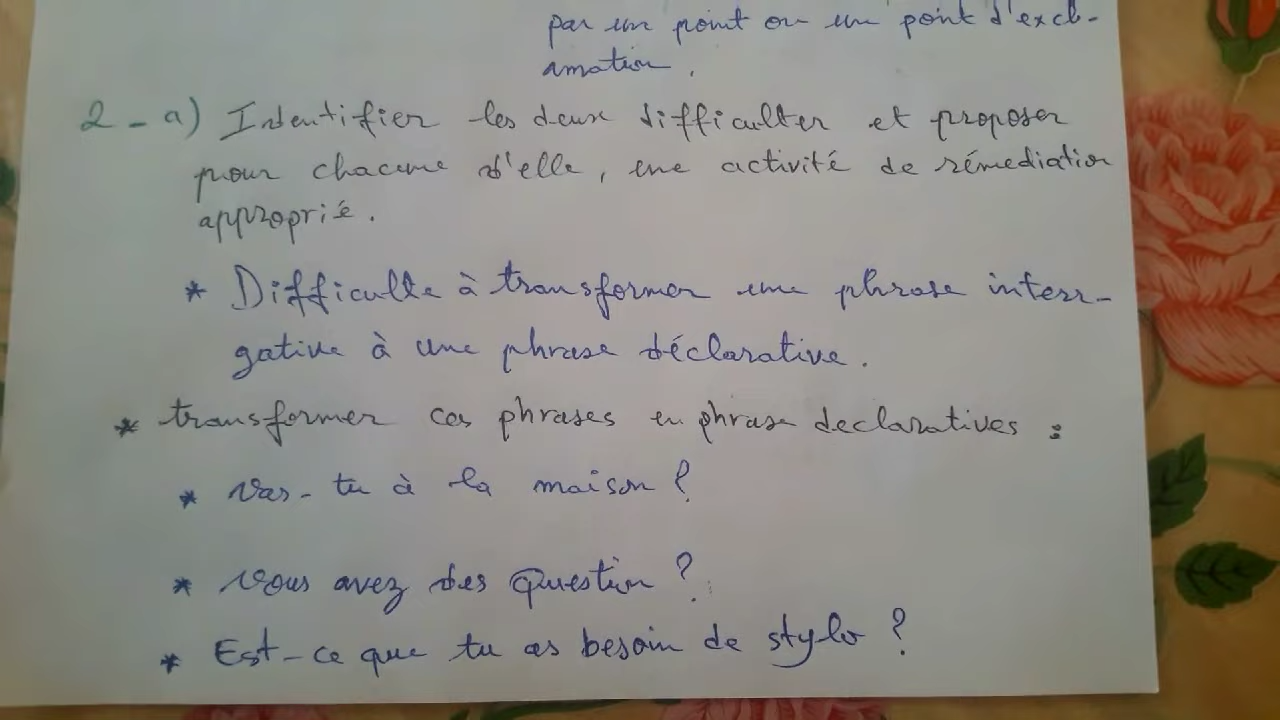 par un point ou un point d'excl-
amation.
2 - a) Indentifier les deux difficulter et proposer
pour chacune d'elle, une activité de rémediation
approprié.
* Difficulte à transformer une phrase interr-
gative à une phrase déclarative.
* transformer ces phrases en phrase declaratives :
* Vas-tu à la maison ?
* Vous avez des question ?
* Est-ce que tu as besoin de stylo ?